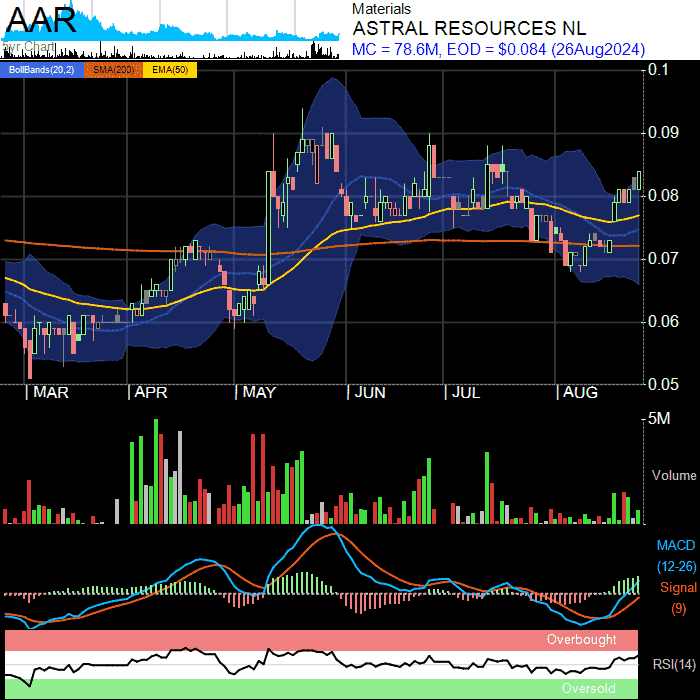 AAR
Materials
ASTRAL RESOURCES NL
MC = 78.6M, EOD = $0.084 (26Aug2024)
BollBands(20,2) SMA(200) EMA(50)
0.1
0.09
0.08
0.07
0.06
0.05
MAR APR MAY JUN JUL AUG
5M
Volume
MACD
(12-26)
Signal
(9)
Overbought
RSI(14)
Oversold